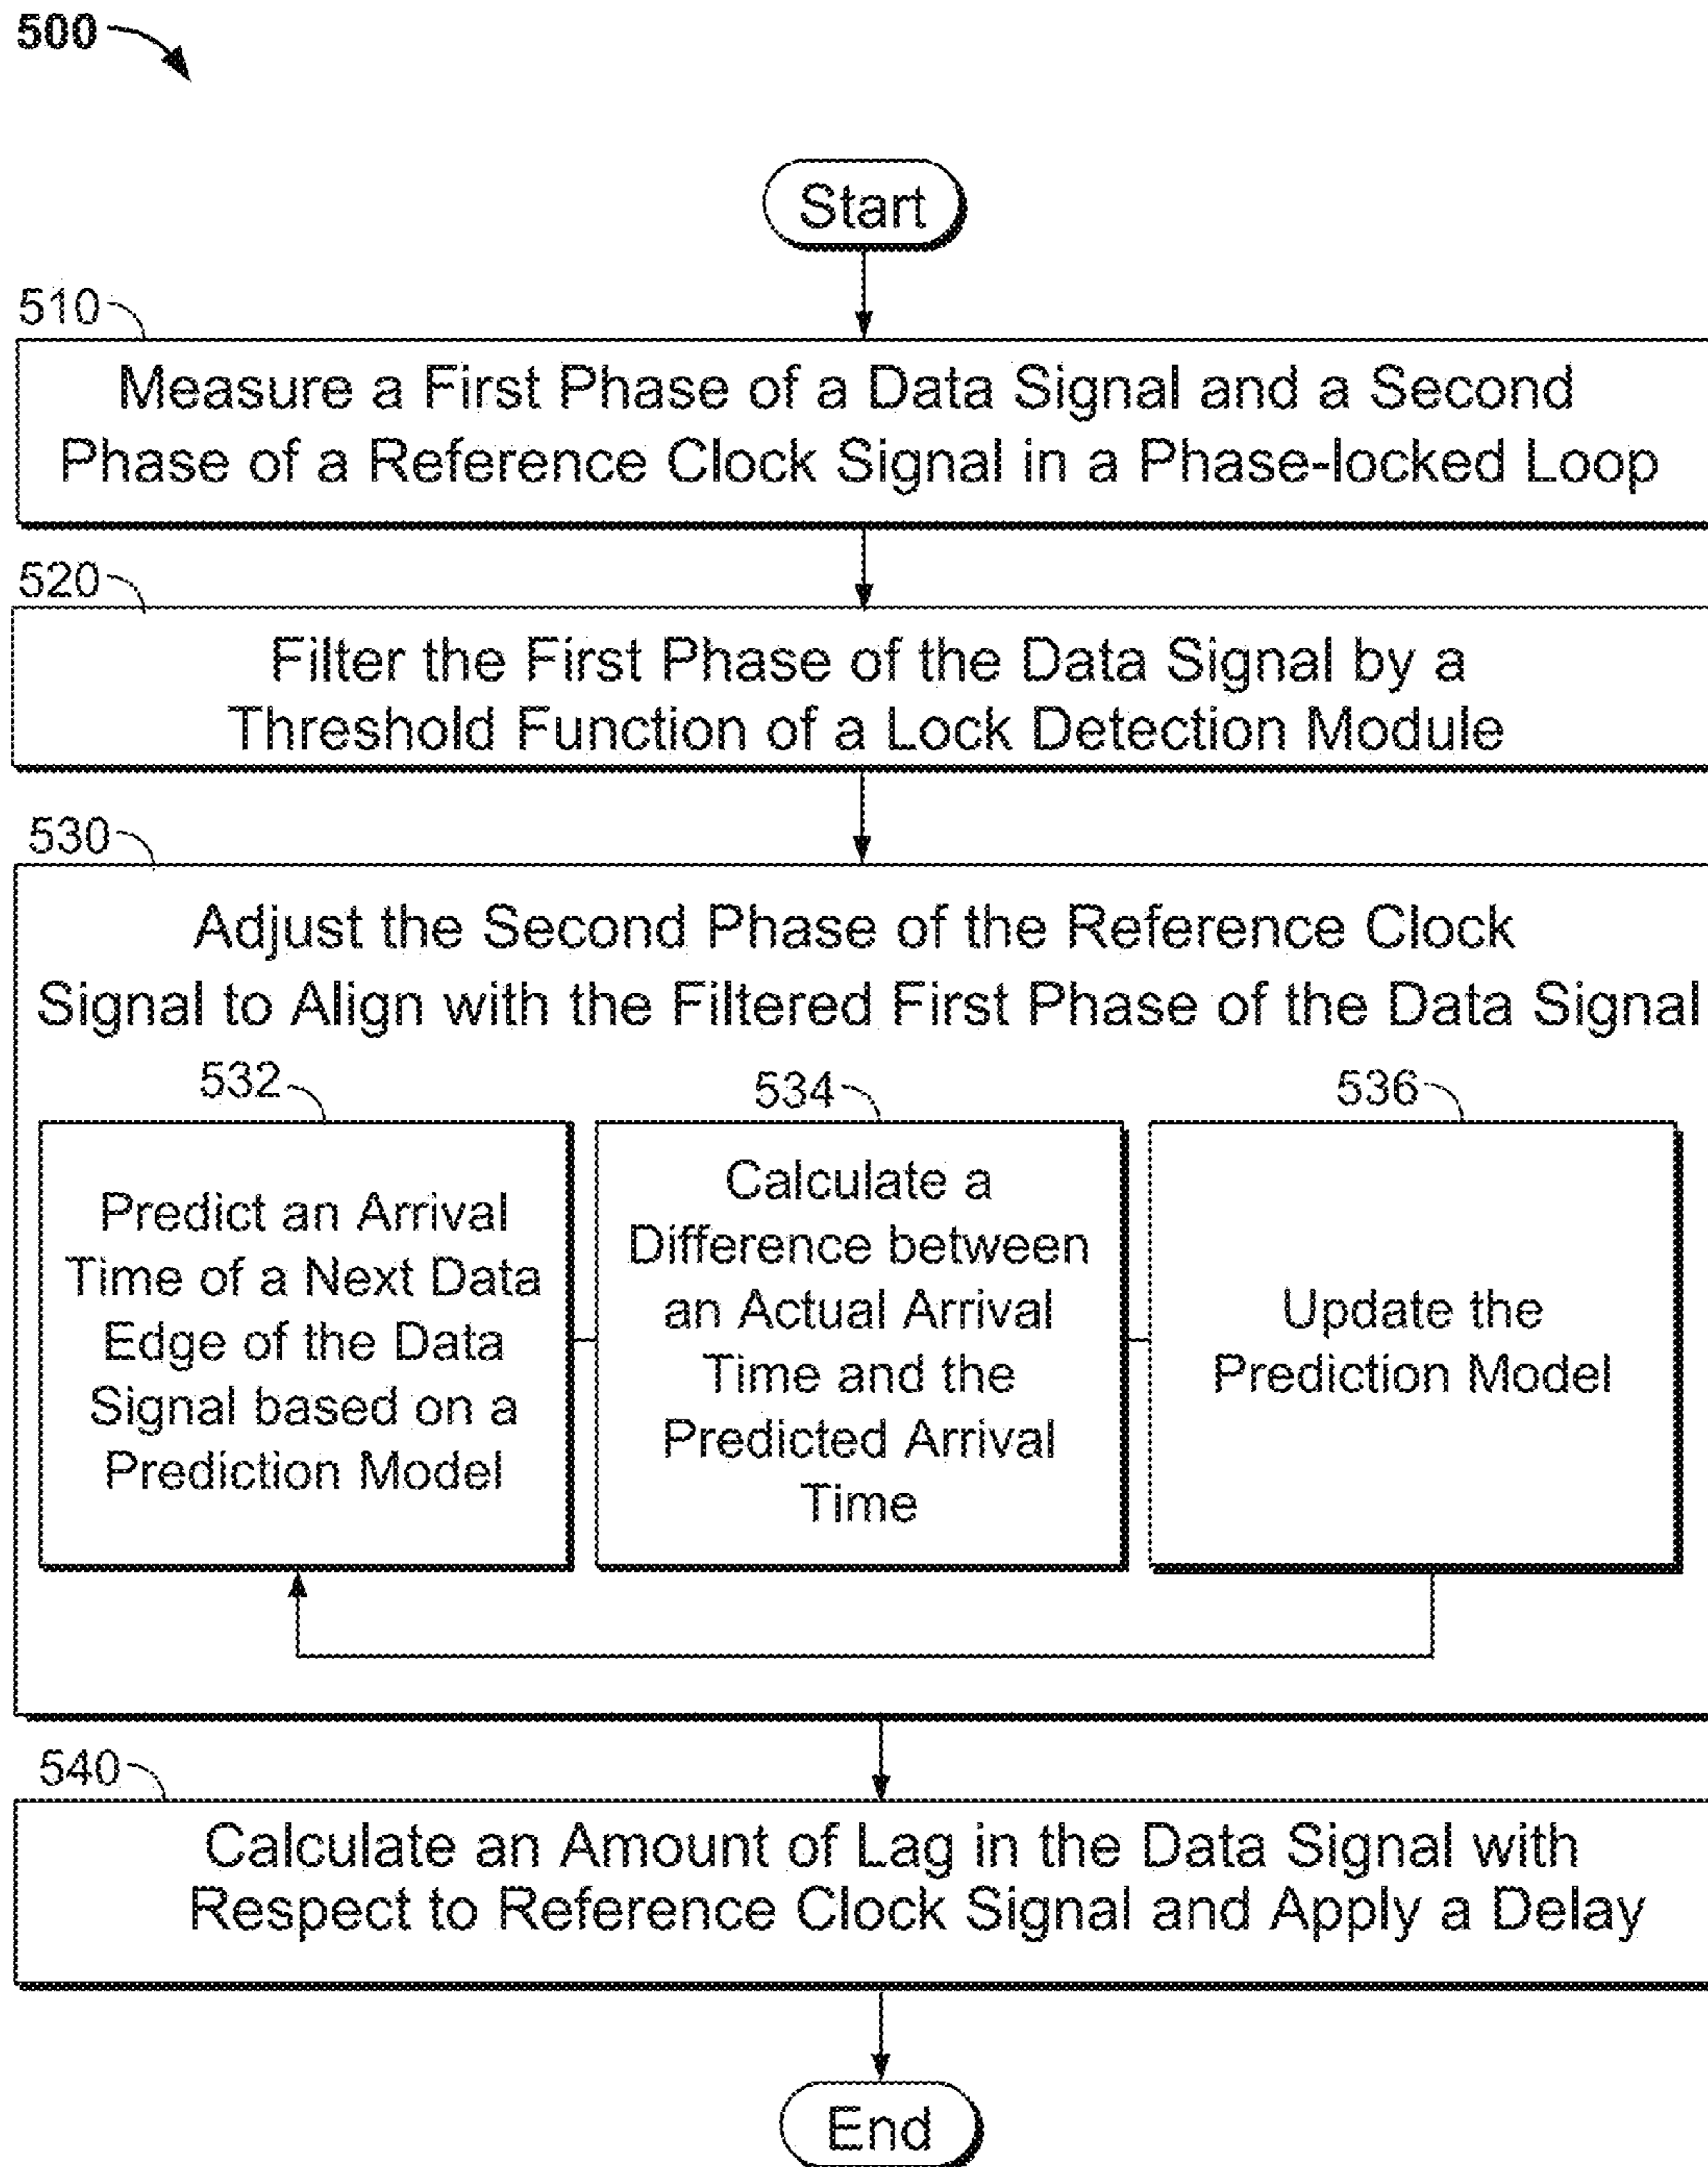 500
Start
510
Measure a First Phase of a Data Signal and a Second
Phase of a Reference Clock Signal in a Phase-locked Loop
520
Filter the First Phase of the Data Signal by a
Threshold Function of a Lock Detection Module
530
Adjust the Second Phase of the Reference Clock
Signal to Align with the Filtered First Phase of the Data Signal
532
Predict an Arrival
Time of a Next Data
Edge of the Data
Signal based on a
Prediction Model
534
Calculate a
Difference between
an Actual Arrival
Time and the
Predicted Arrival
Time
536
Update the
Prediction Model
540
Calculate an Amount of Lag in the Data Signal with
Respect to Reference Clock Signal and Apply a Delay
End